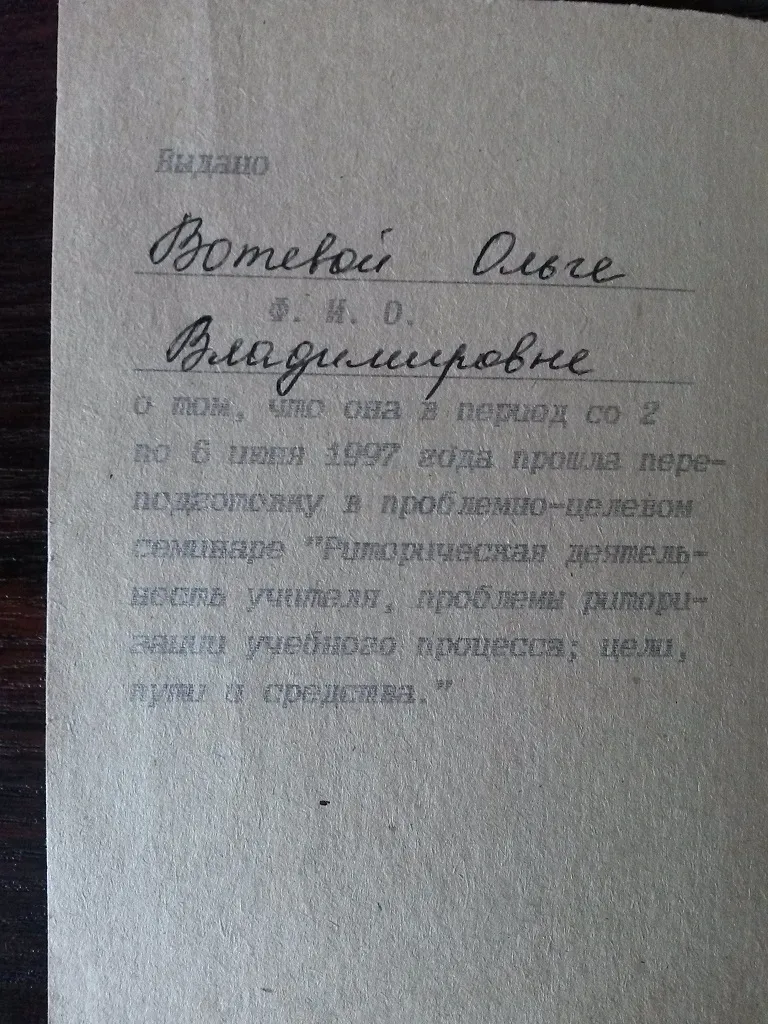 Выдано
Вотевой Ольге
Ф. И. О.
Владимировне
о том, что она в период со 2
по 6 июня 1997 года прошла пере-
подготовку в проблемно-целевом
семинаре "Риторическая деятель-
ность учителя, проблемы ритори-
зации учебного процесса; цели,
пути и средства."